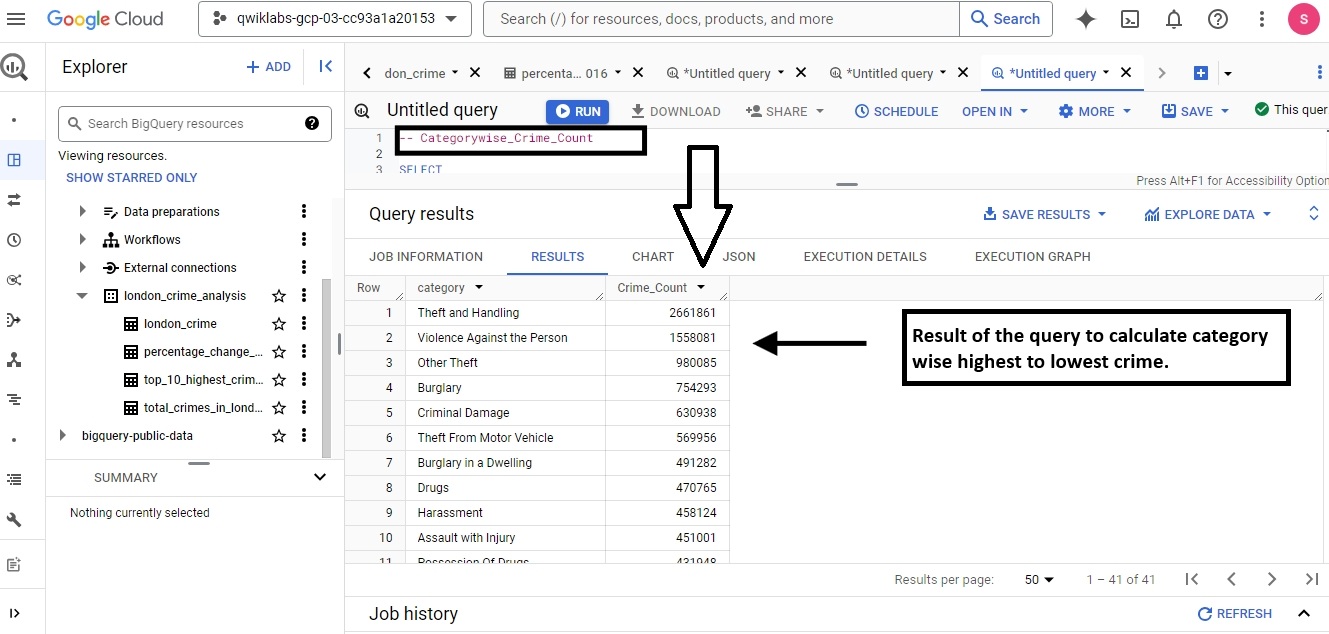 Google Cloud
qwiklabs-gcp-03-cc93a1a20153
Search (/) for resources, docs, products, and more
Search
S
Explorer
+ ADD
don_crime
percenta... 016
*Untitled query
*Untitled query
*Untitled query
Untitled query
RUN
DOWNLOAD
SHARE
SCHEDULE
OPEN IN
MORE
SAVE
This quer
Search BigQuery resources
Viewing resources.
SHOW STARRED ONLY
Data preparations
Workflows
External connections
london_crime_analysis
london_crime
percentage_change_...
top_10_highest_crim...
total_crimes_in_lond...
bigquery-public-data
SUMMARY
Nothing currently selected
1 -- Categorywise_Crime_Count
2
3 SELECT
Press Alt+F1 for Accessibility Option
Query results
SAVE RESULTS
EXPLORE DATA
JOB INFORMATION RESULTS CHART JSON EXECUTION DETAILS EXECUTION GRAPH
Row category Crime_Count
1 Theft and Handling 2661861
2 Violence Against the Person 1558081
3 Other Theft 980085
4 Burglary 754293
5 Criminal Damage 630938
6 Theft From Motor Vehicle 569956
7 Burglary in a Dwelling 491282
8 Drugs 470765
9 Harassment 458124
10 Assault with Injury 451001
11 Possession Of Drugs 431948
Result of the query to calculate category
wise highest to lowest crime.
Results per page: 50 1 – 41 of 41
Job history
REFRESH